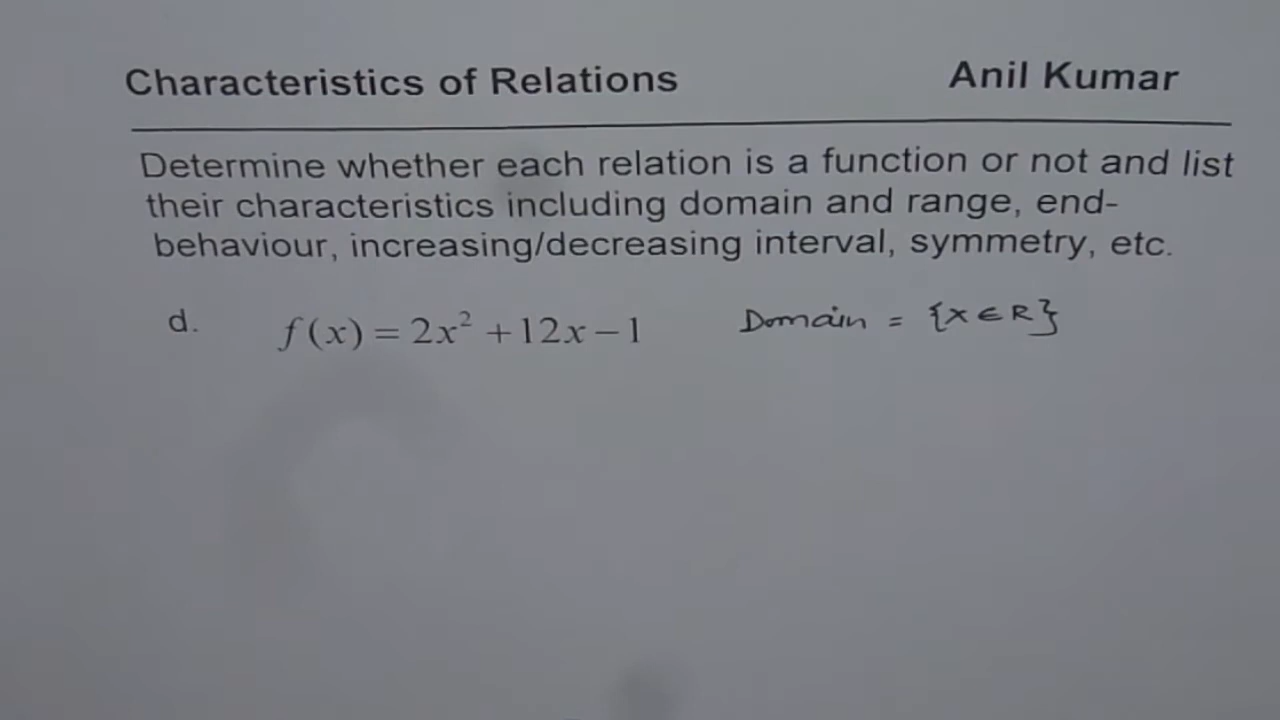 Characteristics of Relations Anil Kumar
Determine whether each relation is a function or not and list
their characteristics including domain and range, end-
behaviour, increasing/decreasing interval, symmetry, etc.
d. f(x) = 2x² + 12x − 1 Domain = {x ∈ R}